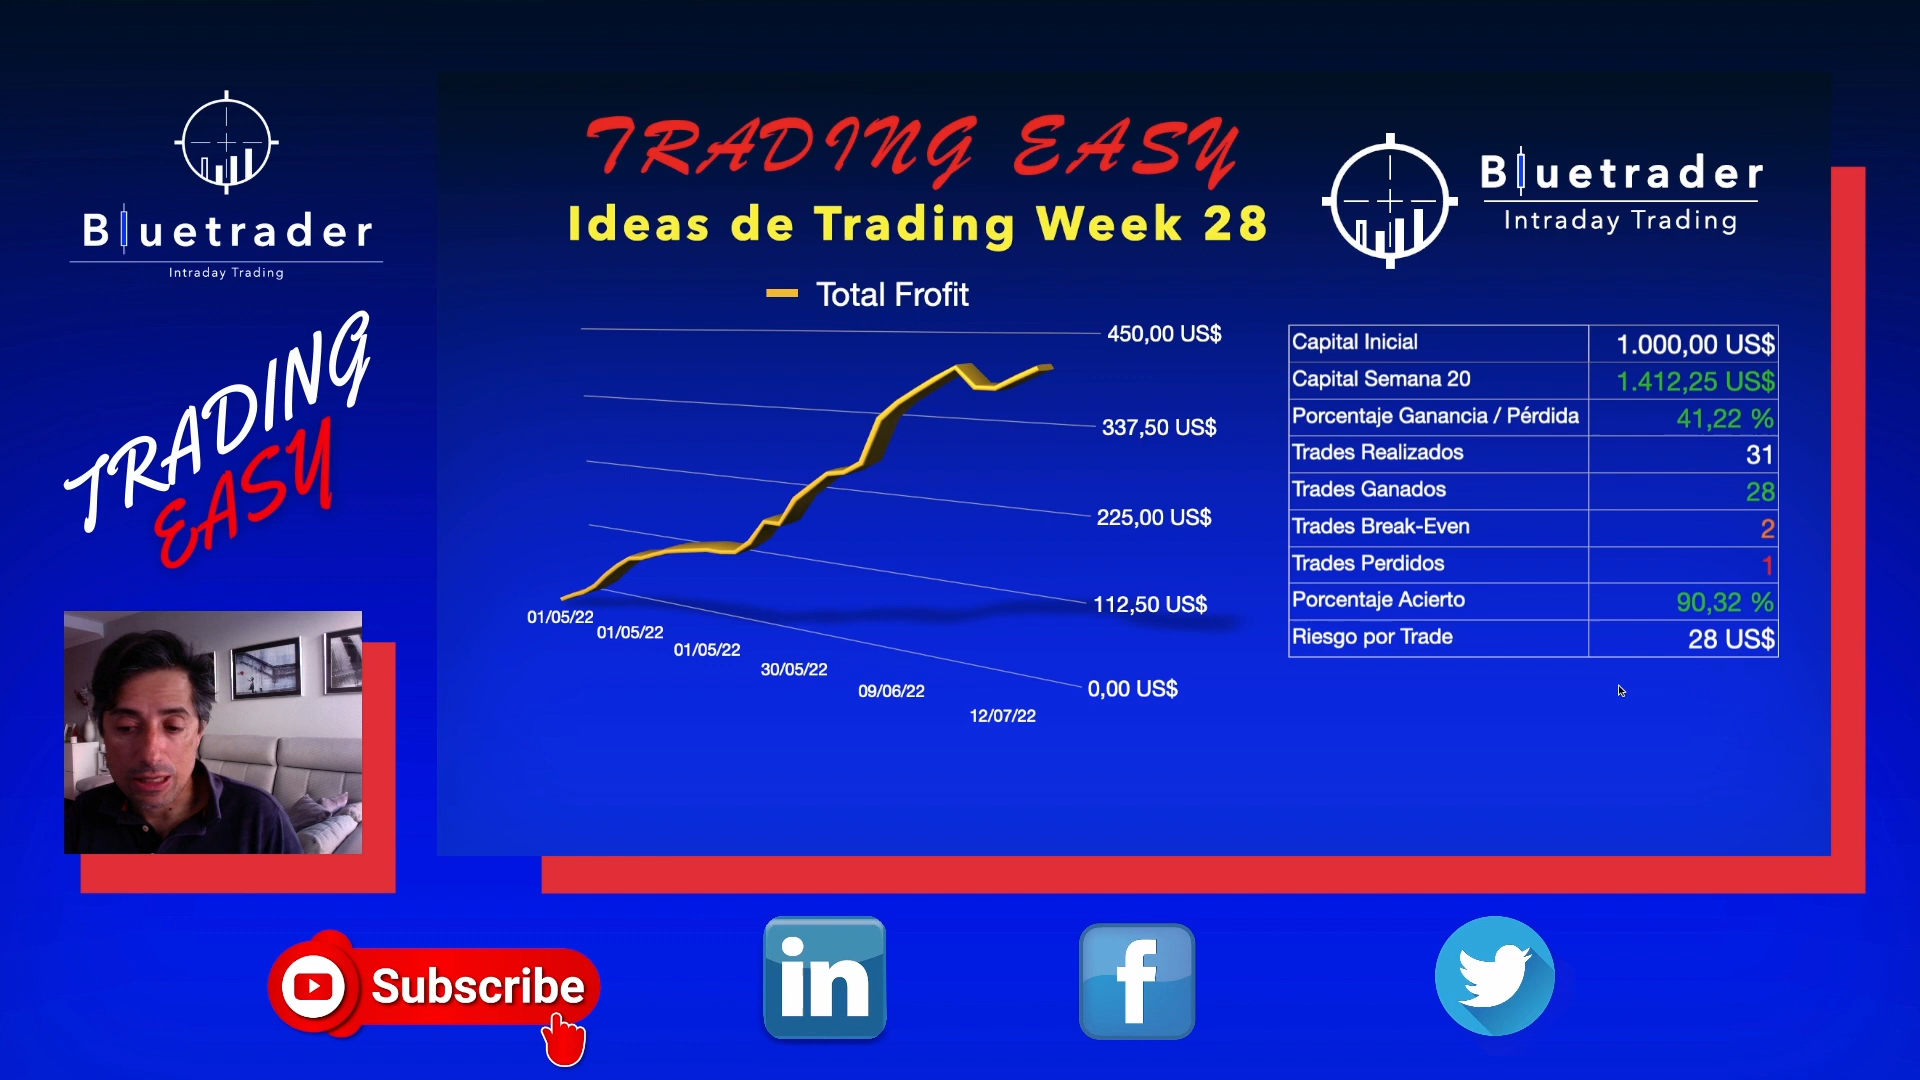 Bluetrader
Intraday Trading
TRADING
EASY
TRADING EASY
Ideas de Trading Week 28
Bluetrader
Intraday Trading
Total Frofit
450,00 US$
337,50 US$
225,00 US$
112,50 US$
0,00 US$
01/05/22
01/05/22
01/05/22
30/05/22
09/06/22
12/07/22
Capital Inicial 1.000,00 US$
Capital Semana 20 1.412,25 US$
Porcentaje Ganancia / Pérdida 41,22 %
Trades Realizados 31
Trades Ganados 28
Trades Break-Even 2
Trades Perdidos 1
Porcentaje Acierto 90,32 %
Riesgo por Trade 28 US$
Subscribe
in
f